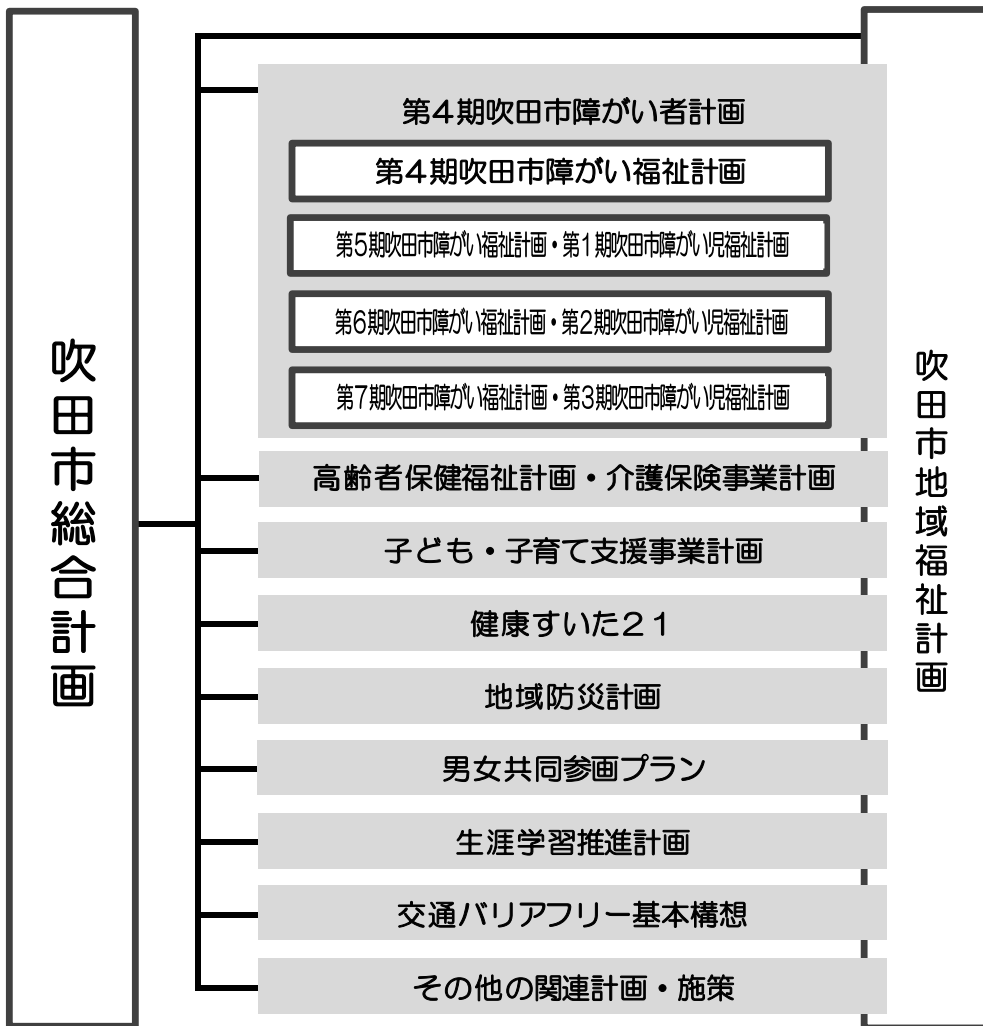 吹田市総合計画
第４期吹田市障がい者計画
第４期吹田市障がい福祉計画
第5期吹田市障がい福祉計画・第1期吹田市障がい児福祉計画
第6期吹田市障がい福祉計画・第2期吹田市障がい児福祉計画
第7期吹田市障がい福祉計画・第3期吹田市障がい児福祉計画
高齢者保健福祉計画・介護保険事業計画
子ども・子育て支援事業計画
健康すいた２１
地域防災計画
男女共同参画プラン
生涯学習推進計画
交通バリアフリー基本構想
その他の関連計画・施策
吹田市地域福祉計画